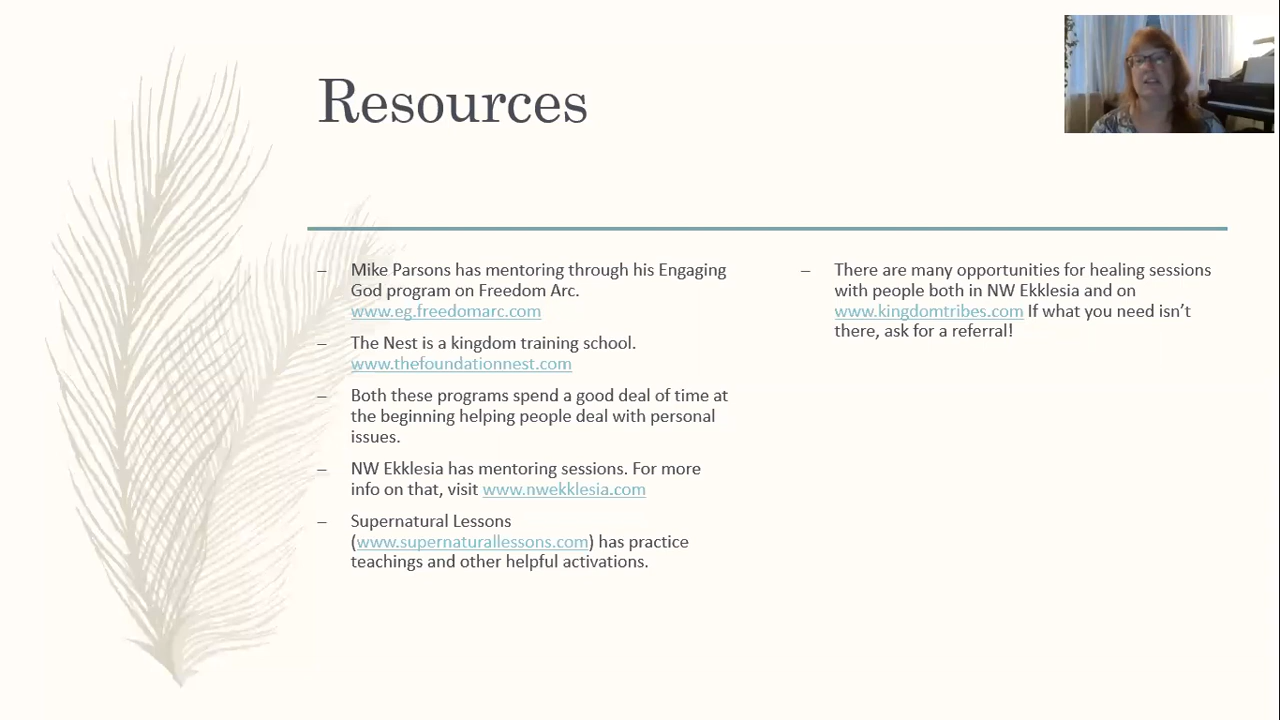 Resources
– Mike Parsons has mentoring through his Engaging
God program on Freedom Arc.
www.eg.freedomarc.com
– The Nest is a kingdom training school.
www.thefoundationnest.com
– Both these programs spend a good deal of time at
the beginning helping people deal with personal
issues.
– NW Ekklesia has mentoring sessions. For more
info on that, visit www.nwekklesia.com
– Supernatural Lessons
(www.supernaturallessons.com) has practice
teachings and other helpful activations.
– There are many opportunities for healing sessions
with people both in NW Ekklesia and on
www.kingdomtribes.com If what you need isn’t
there, ask for a referral!